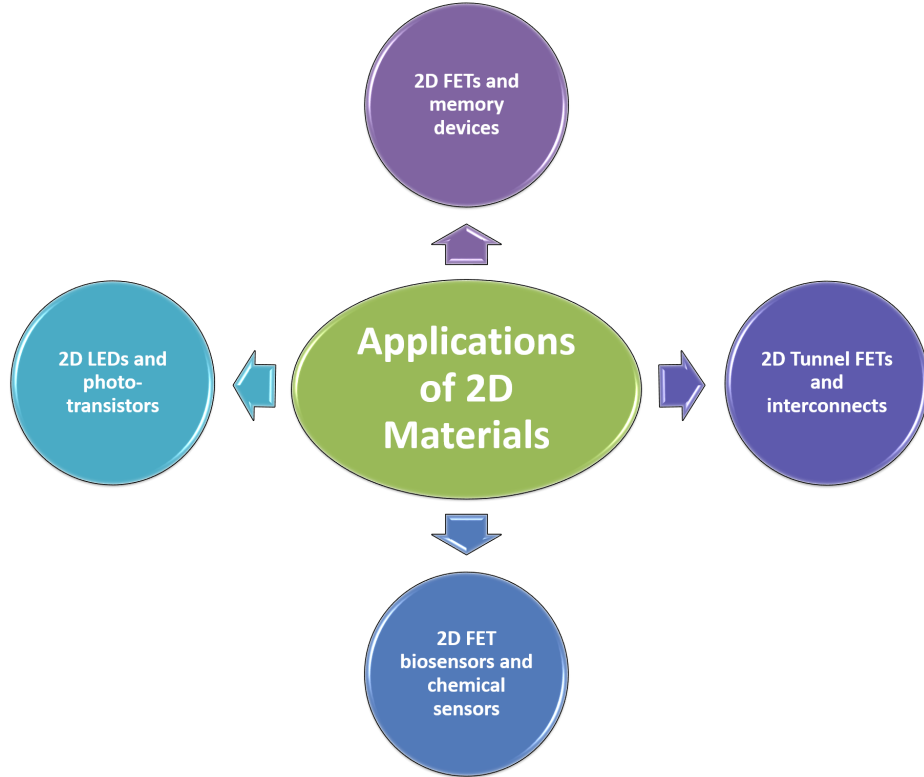 2D FETs and
memory
devices
2D LEDs and
photo-
transistors
Applications
of 2D
Materials
2D Tunnel FETs
and
interconnects
2D FET
biosensors and
chemical
sensors